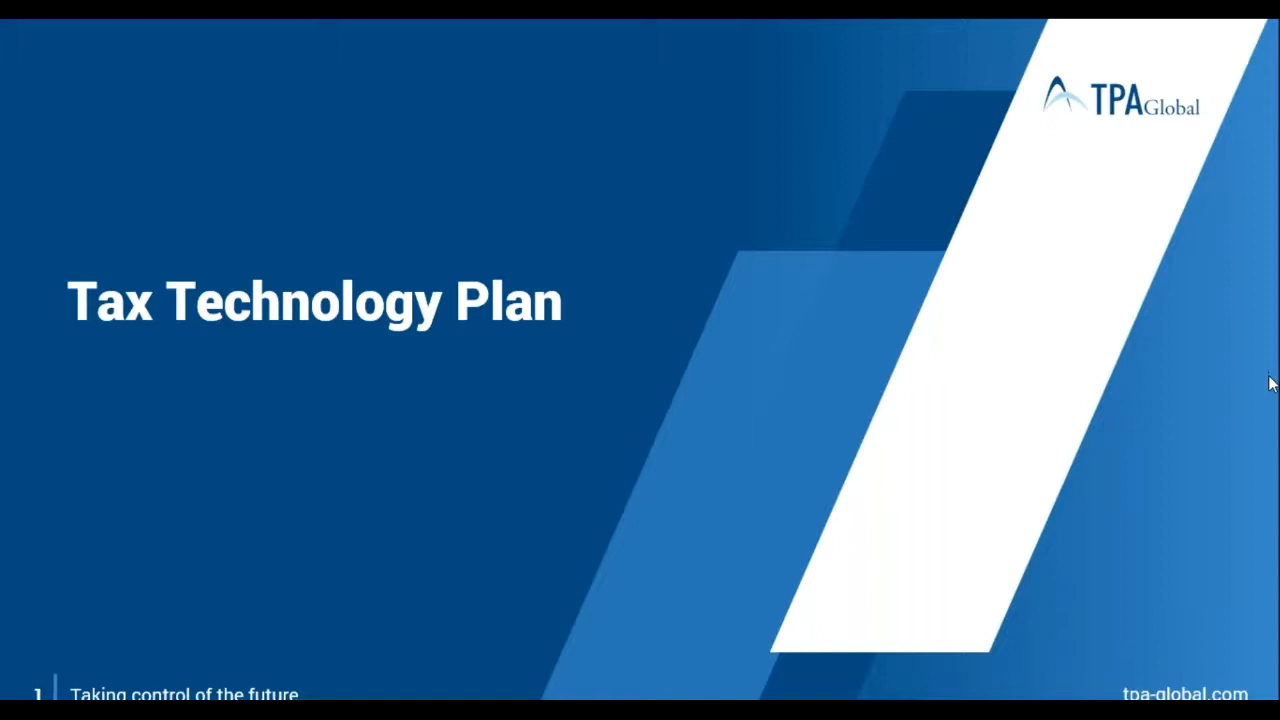 TPA Global
Tax Technology Plan
1 Taking control of the future
tpa-global.com